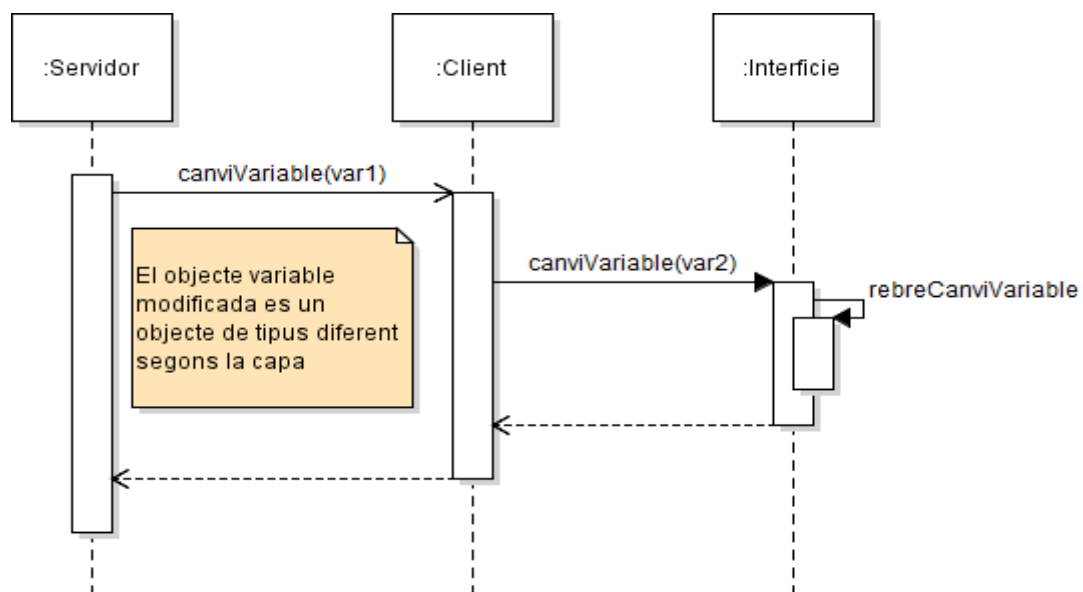 :Servidor
:Client
:Interficie
canviVariable(var1)
El objecte variable
modificada es un
objecte de tipus diferent
segons la capa
canviVariable(var2)
rebreCanviVariable